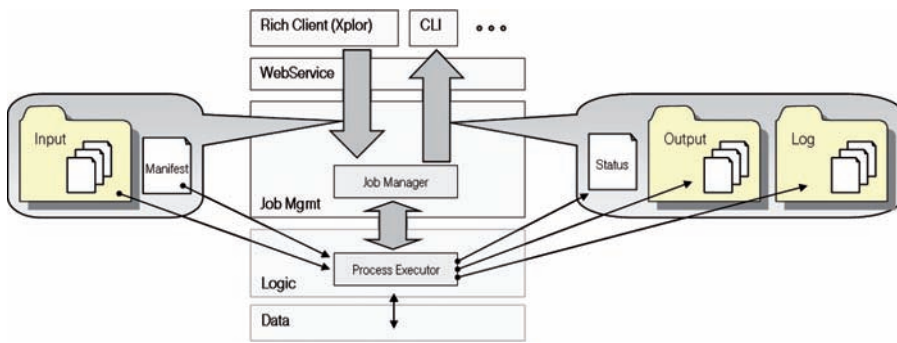 Rich Client (Xplor)
CLI
WebService
Input
Manifest
Status
Output
Log
Job Manager
Job Mgmt
Process Executor
Logic
Data